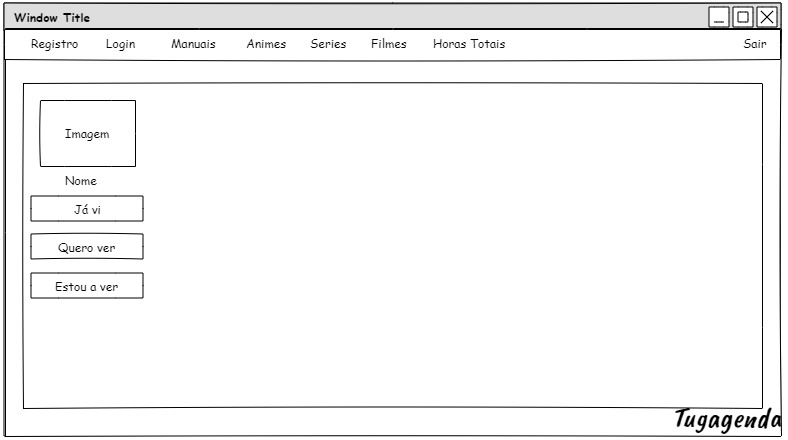 Window Title
Registro Login Manuais Animes Series Filmes Horas Totais Sair
Imagem
Nome
Já vi
Quero ver
Estou a ver
Tugagenda